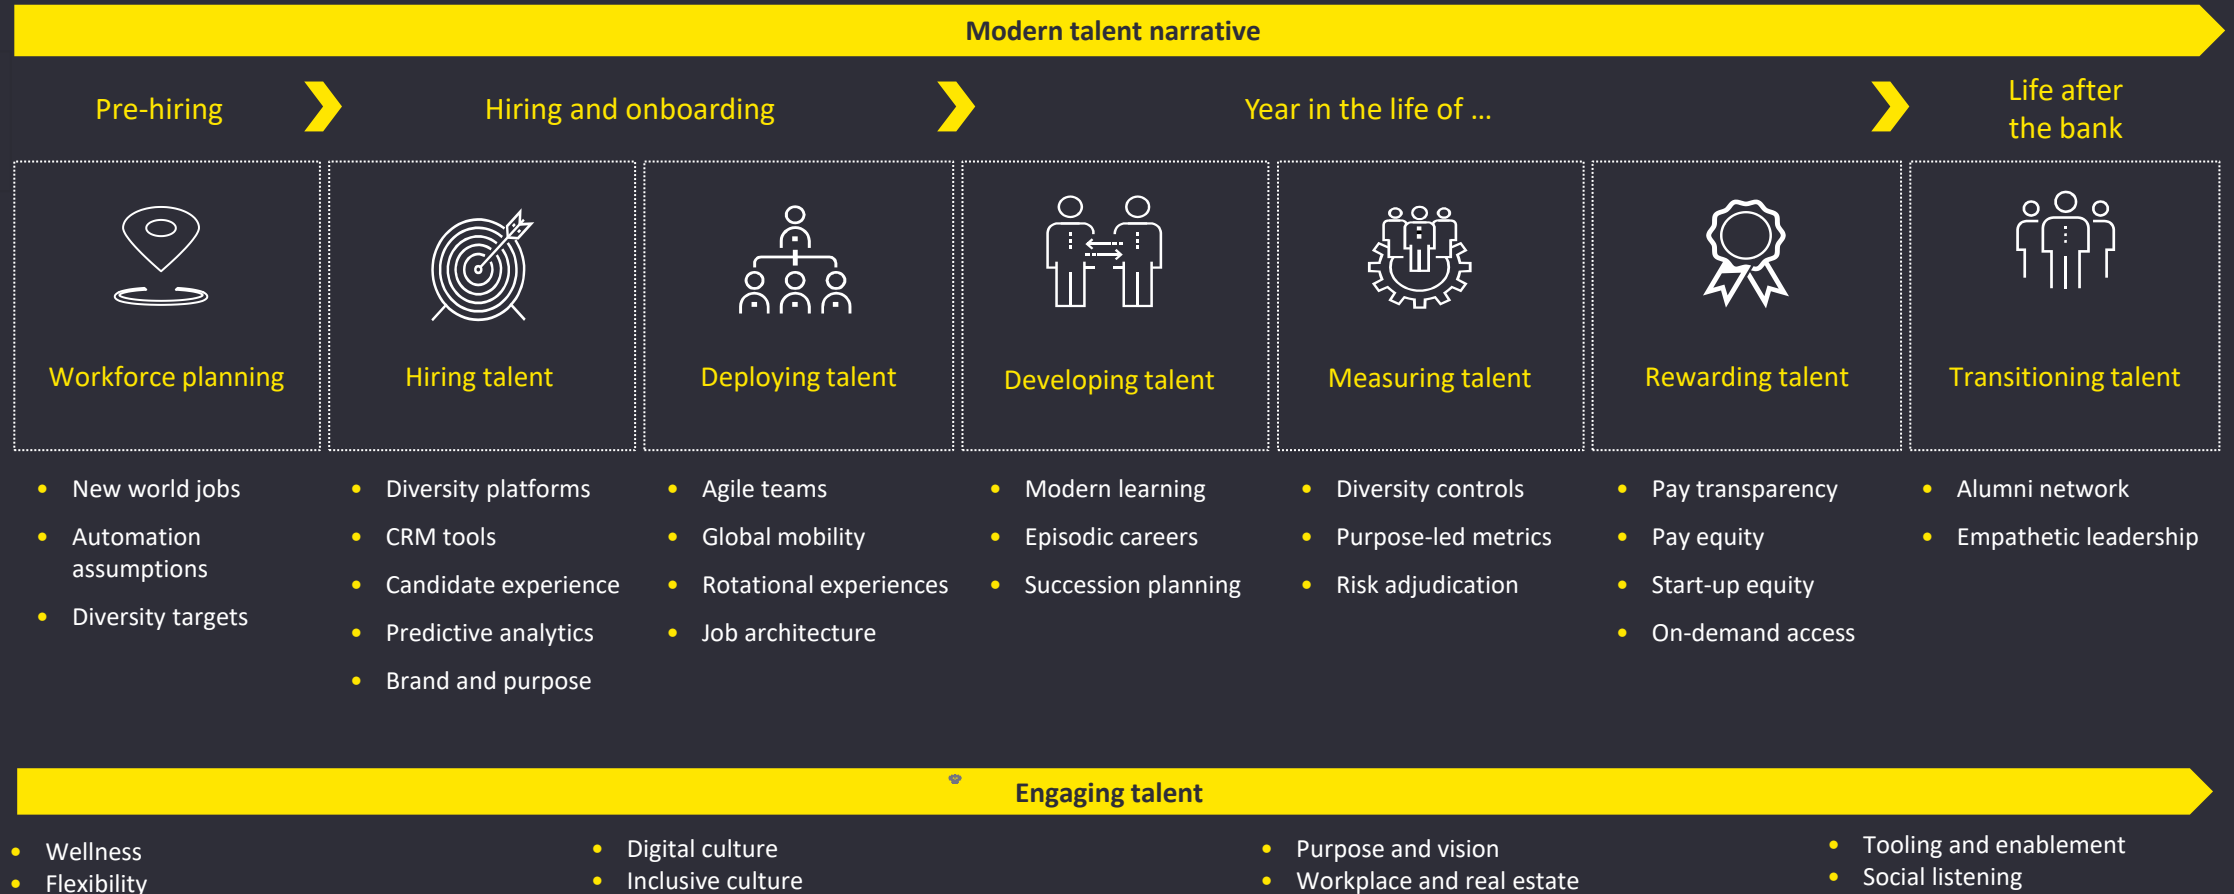 Modern talent narrative
Pre-hiring
Hiring and onboarding
Year in the life of ...
Life after
the bank
Workforce planning
• New world jobs
• Automation
assumptions
• Diversity targets
Hiring talent
• Diversity platforms
• CRM tools
• Candidate experience
• Predictive analytics
• Brand and purpose
Deploying talent
• Agile teams
• Global mobility
• Rotational experiences
• Job architecture
Developing talent
• Modern learning
• Episodic careers
• Succession planning
Measuring talent
• Diversity controls
• Purpose-led metrics
• Risk adjudication
Rewarding talent
• Pay transparency
• Pay equity
• Start-up equity
• On-demand access
Transitioning talent
• Alumni network
• Empathetic leadership
Engaging talent
• Wellness
• Flexibility
• Digital culture
• Inclusive culture
• Purpose and vision
• Workplace and real estate
• Tooling and enablement
• Social listening